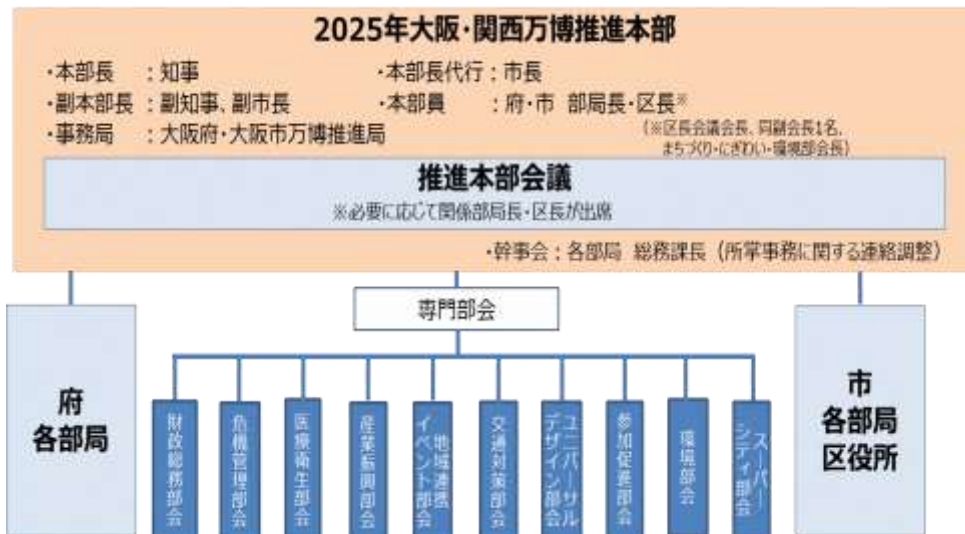 2025年大阪・関西万博推進本部
・本部長　：知事　　・本部長代行：市長
・副本部長：副知事、副市長　　・本部員　：府・市 部局長・区長※
・事務局　：大阪府・大阪市万博推進局
（※区長会議会長、同副会長1名、
まちづくり・にぎわい・環境部会長）
推進本部会議
※必要に応じて関係部局長・区長が出席
・幹事会：各部局 総務課長（所掌事務に関する連絡調整）
専門部会
府
各部局
財政総務部会
危機管理部会
医療衛生部会
産業振興部会
地域連携
イベント部会
交通対策部会
ユニバーサル
デザイン部会
参加促進部会
環境部会
スーパー
シティ部会
市
各部局
区役所